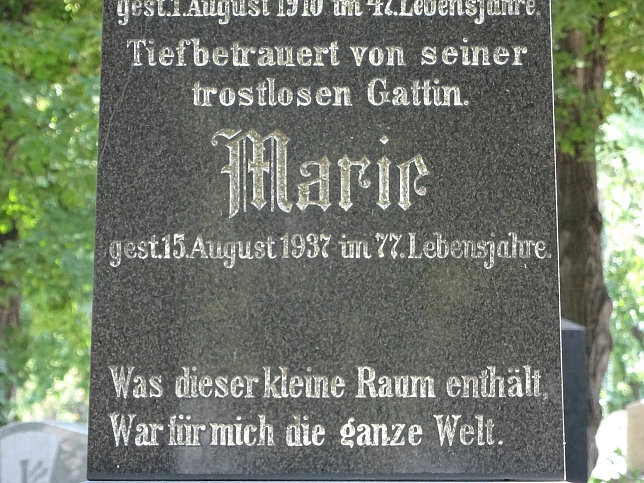 gest.1.August 1910 im 47.Lebensjahre.
Tiefbetrauert von seiner
trostlosen Gattin.
Marie
gest.15.August 1937 im 77.Lebensjahre.
Was dieser kleine Raum enthält,
War für mich die ganze Welt.